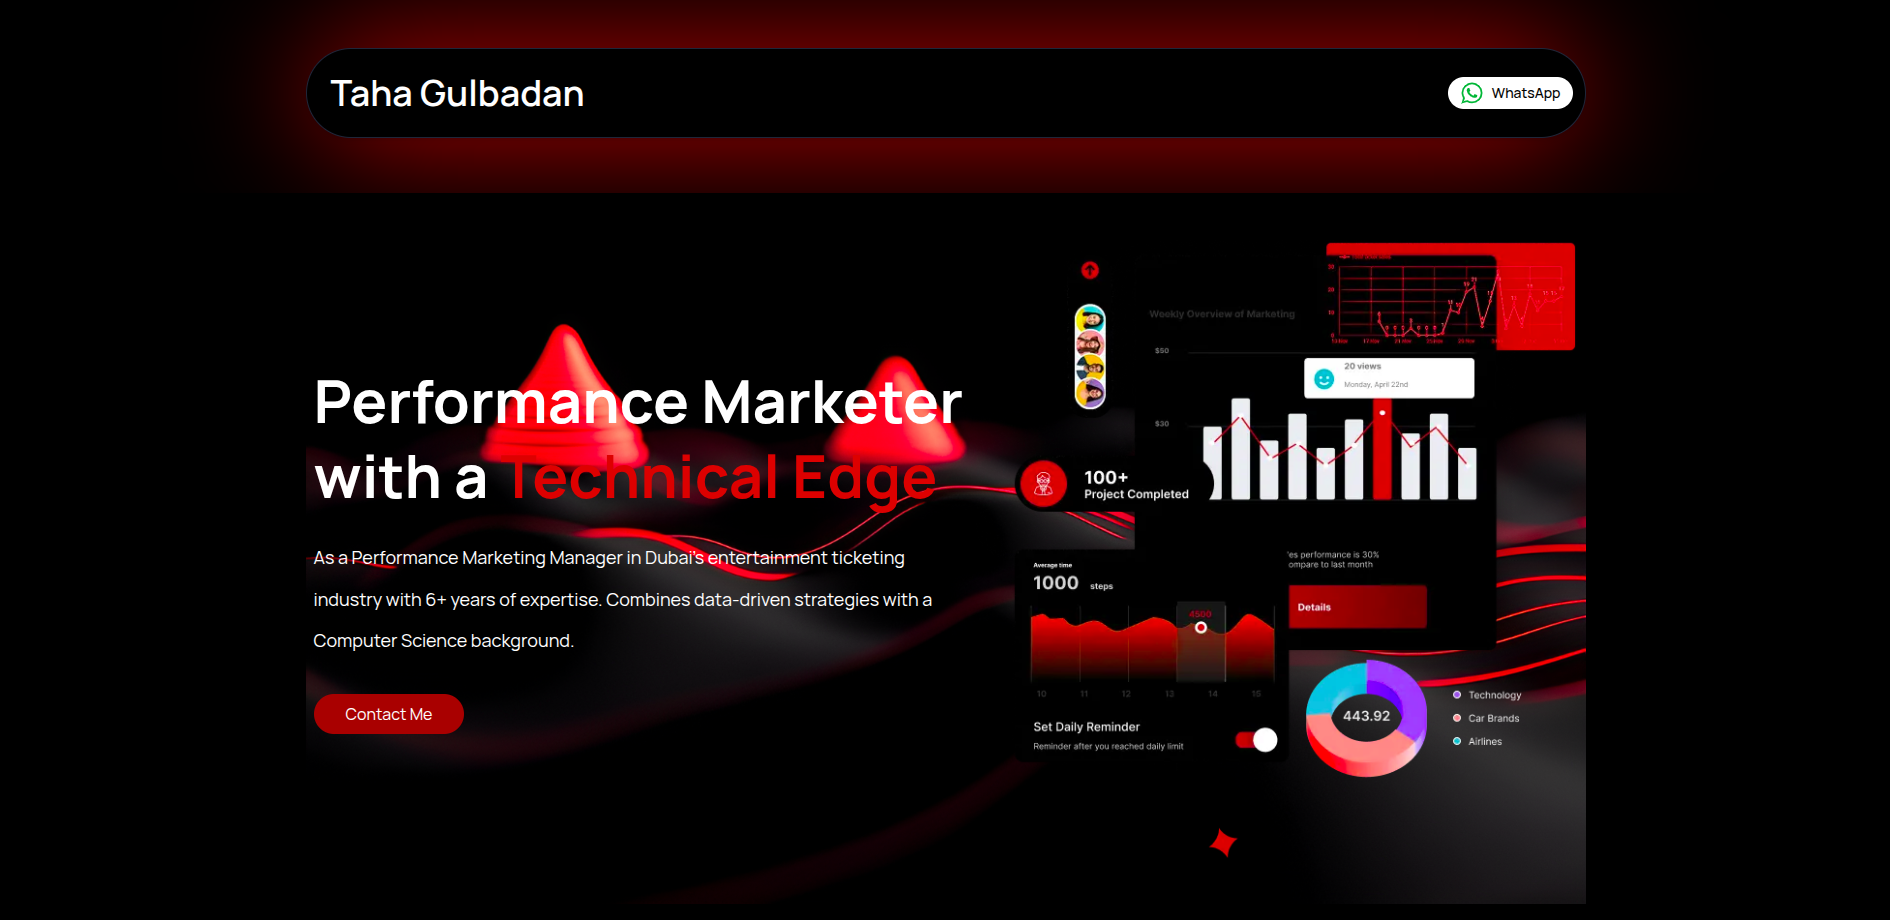 Taha Gulbadan
WhatsApp
Performance Marketer
with a Technical Edge
As a Performance Marketing Manager in Dubai's entertainment ticketing
industry with 6+ years of expertise. Combines data-driven strategies with a
Computer Science background.
Contact Me
Weekly Overview of Marketing
$50
$30
20 views
Monday, April 22nd
100+
Project Completed
es performance is 30%
ompare to last month
Details
Average time
1000 steps
4500
10 11 12 13 14 15
Set Daily Reminder
Reminder after you reached daily limit
443.92
Technology
Car Brands
Airlines